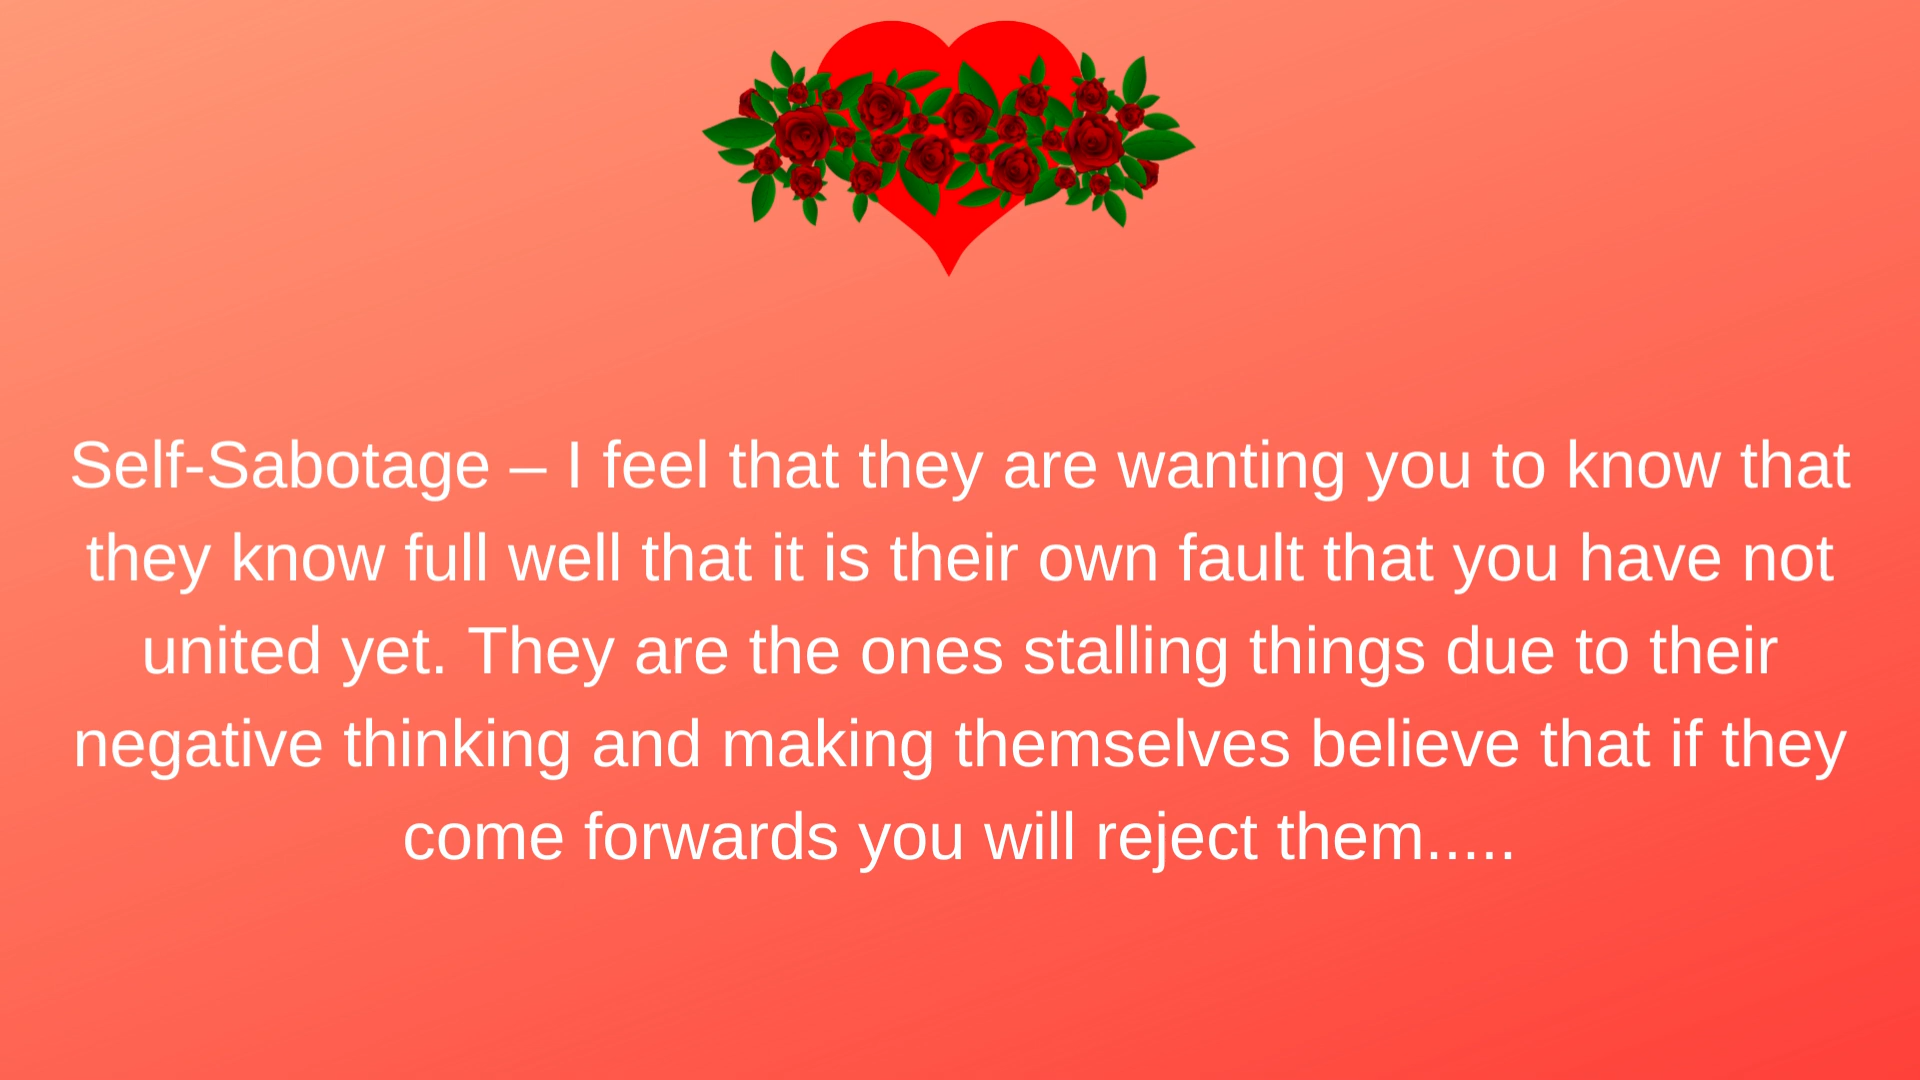 Self-Sabotage – I feel that they are wanting you to know that
they know full well that it is their own fault that you have not
united yet. They are the ones stalling things due to their
negative thinking and making themselves believe that if they
come forwards you will reject them.....